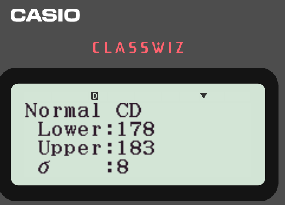 CASIO
CLASSWIZ
D
Normal CD
Lower:178
Upper:183
σ :8